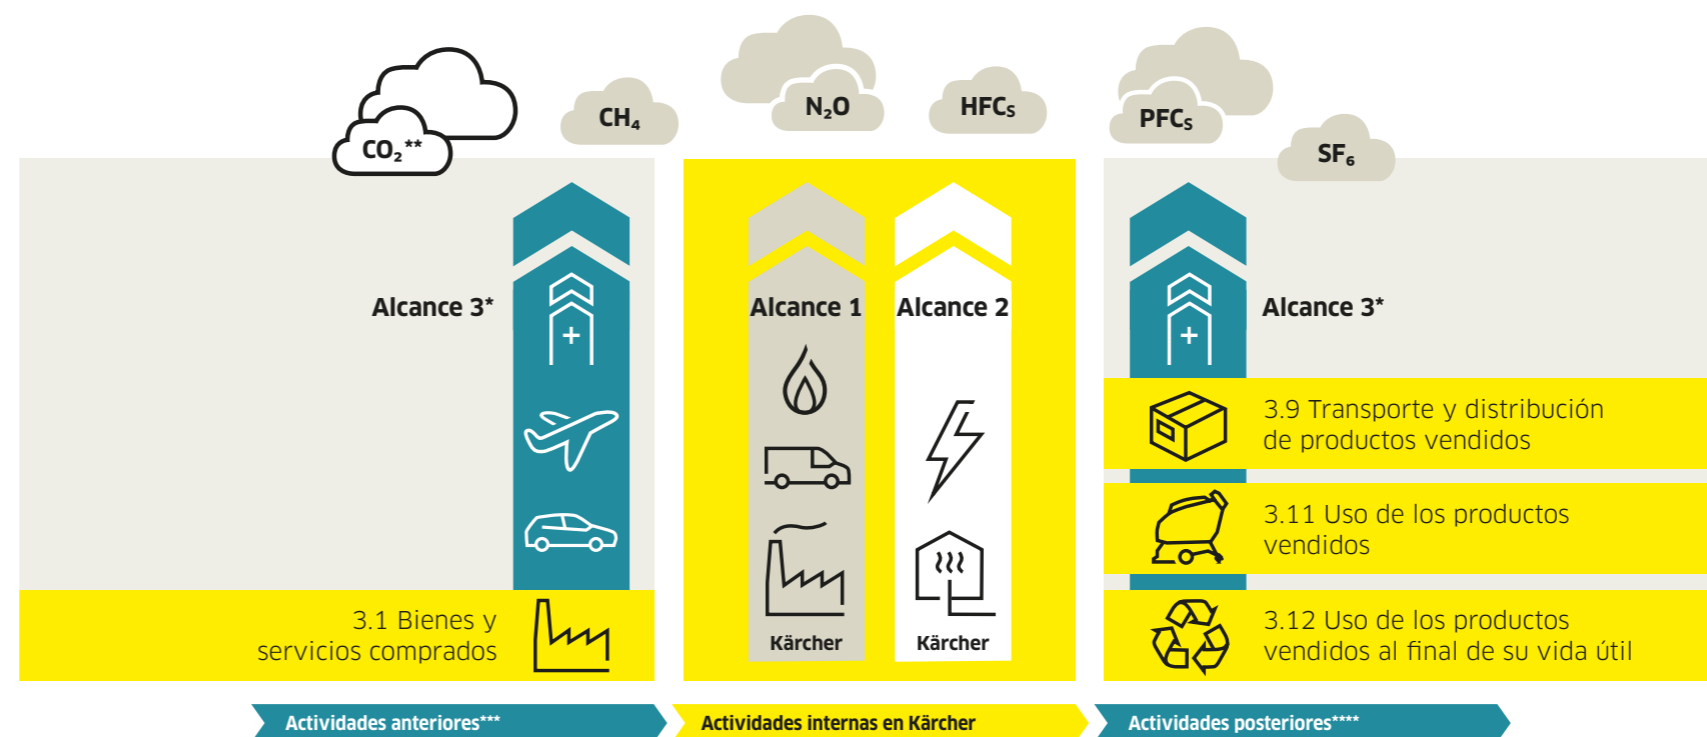 CO₂**
CH₄
N₂O
HFCs
PFCs
SF₆
Alcance 3*
Alcance 1
Alcance 2
Alcance 3*
3.9 Transporte y distribución
de productos vendidos
3.11 Uso de los productos
vendidos
3.1 Bienes y
servicios comprados
Kärcher
Kärcher
3.12 Uso de los productos
vendidos al final de su vida útil
Actividades anteriores***
Actividades internas en Kärcher
Actividades posteriores****